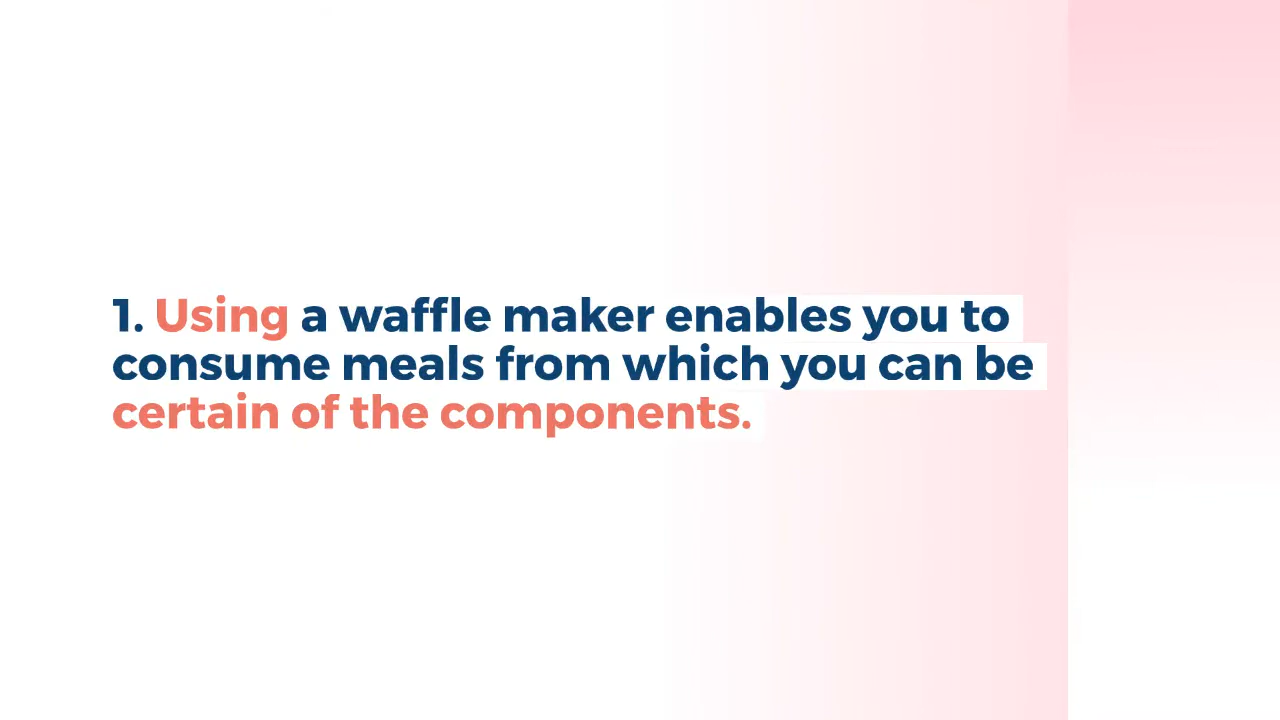 1. Using a waffle maker enables you to
consume meals from which you can be
certain of the components.